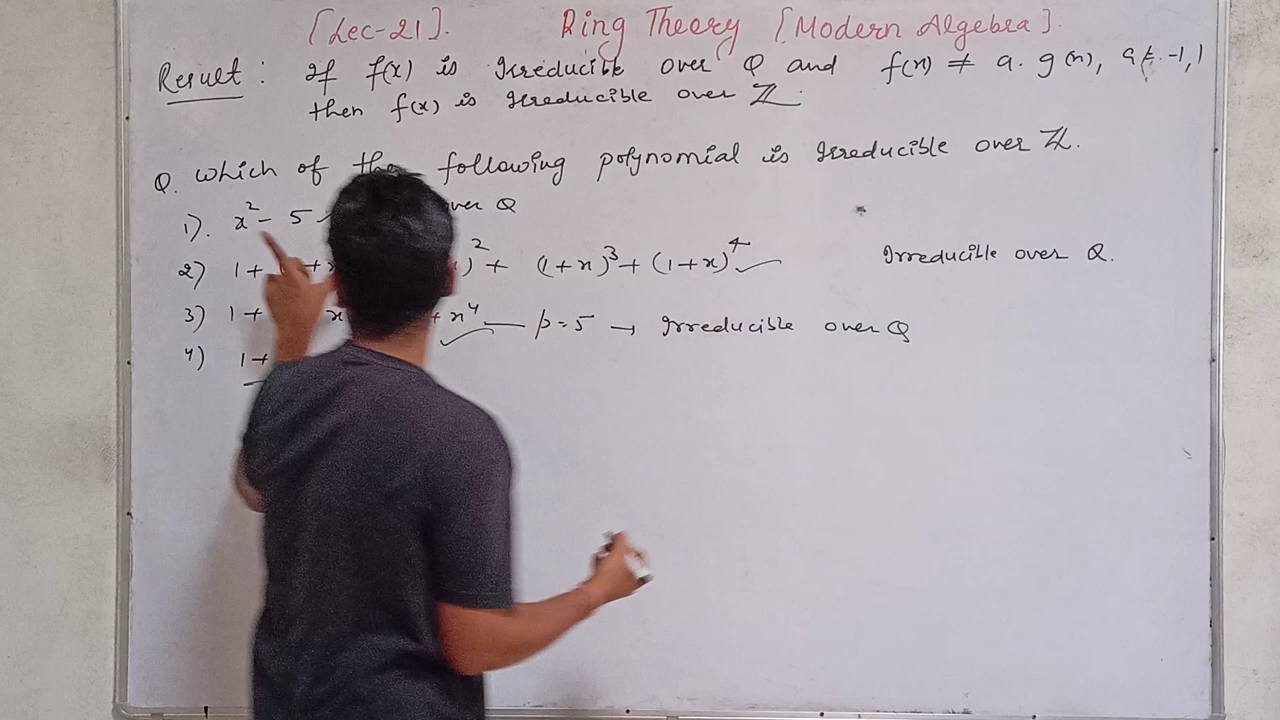 [Lec-21]. Ring Theory [Modern Algebra].
Result: If f(x) is Irreducible over Q and f(x) ≠ a. g(x), a ≠ -1, 1
then f(x) is Irreducible over ℤ.
Q. which of the following polynomial is Irreducible over ℤ.
1). x² - 5 over Q
2) 1 + )² + (1+x)³ + (1+x)⁴ ✓ Irreducible over Q.
3) 1 + x + x⁴ ✓ — p = 5 → Irreducible over Q
4) 1 +